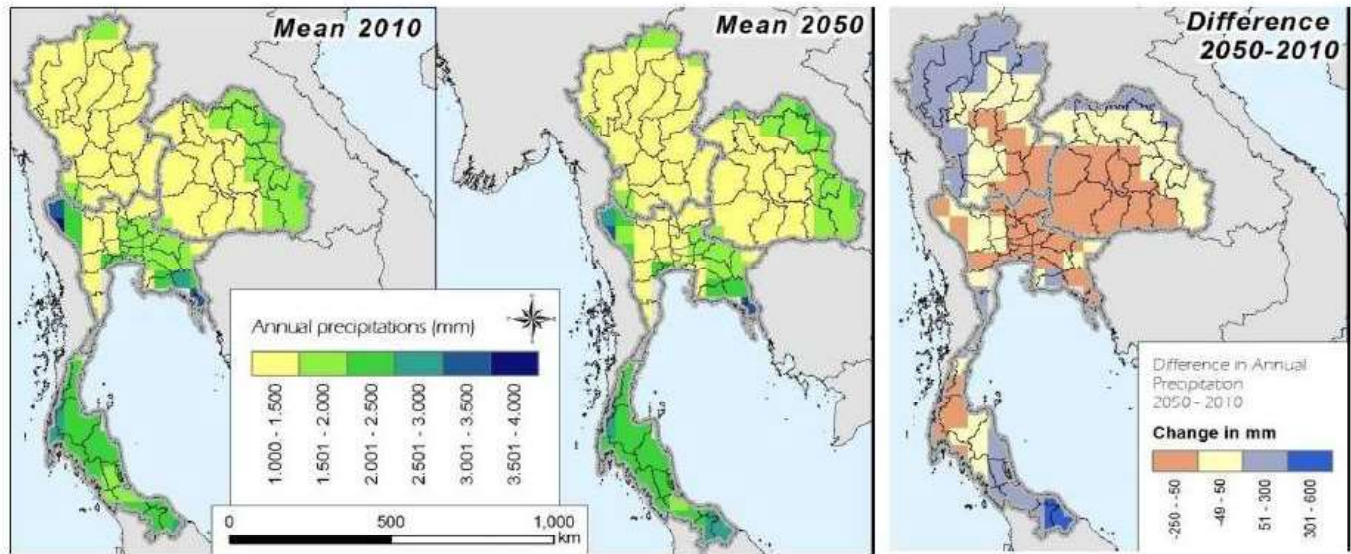 Mean 2010
Mean 2050
Difference
2050-2010
Annual precipitations (mm)
1.000 - 1.500
1.501 - 2.000
2.001 - 2.500
2.501 - 3.000
3.001 - 3.500
3.501 - 4.000
0
500
1,000
km
Difference in Annual
Precipitation
2050 - 2010
Change in mm
-250 - -50
-49 - 50
51 - 300
301 - 600